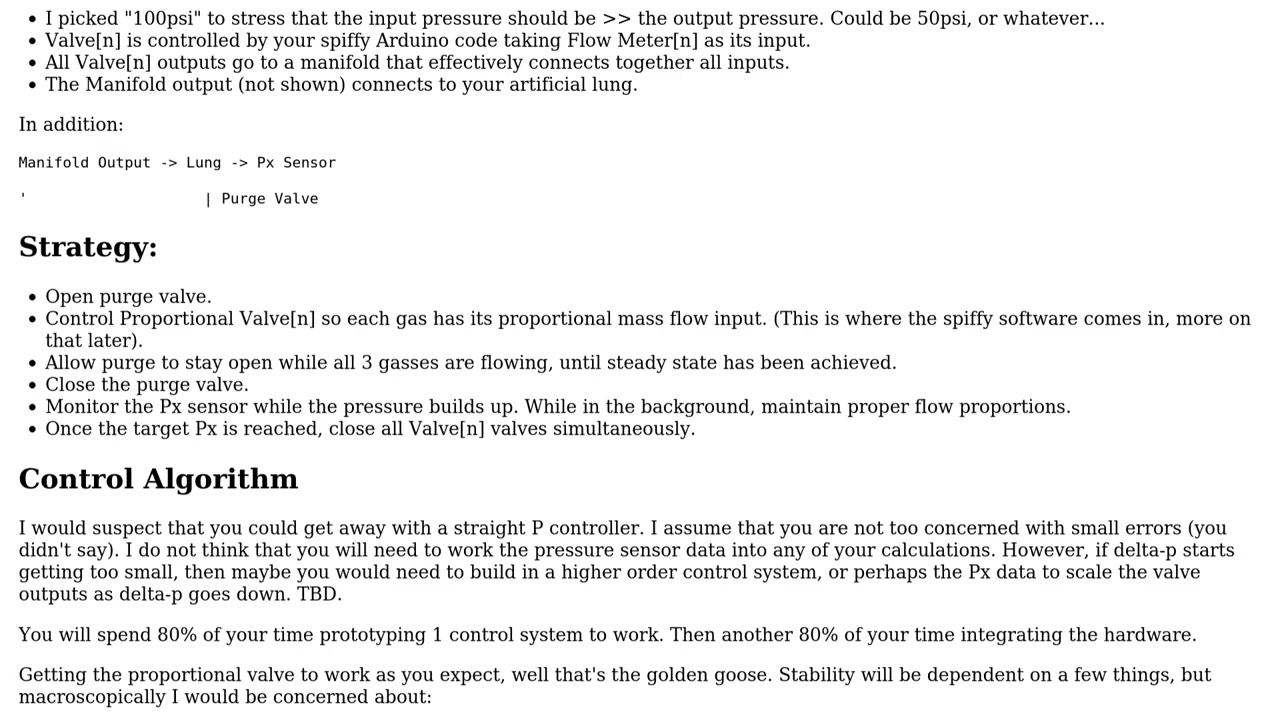 • I picked "100psi" to stress that the input pressure should be >> the output pressure. Could be 50psi, or whatever...
• Valve[n] is controlled by your spiffy Arduino code taking Flow Meter[n] as its input.
• All Valve[n] outputs go to a manifold that effectively connects together all inputs.
• The Manifold output (not shown) connects to your artificial lung.
In addition:
Manifold Output -> Lung -> Px Sensor
'                    | Purge Valve
Strategy:
• Open purge valve.
• Control Proportional Valve[n] so each gas has its proportional mass flow input. (This is where the spiffy software comes in, more on
that later).
• Allow purge to stay open while all 3 gasses are flowing, until steady state has been achieved.
• Close the purge valve.
• Monitor the Px sensor while the pressure builds up. While in the background, maintain proper flow proportions.
• Once the target Px is reached, close all Valve[n] valves simultaneously.
Control Algorithm
I would suspect that you could get away with a straight P controller. I assume that you are not too concerned with small errors (you
didn't say). I do not think that you will need to work the pressure sensor data into any of your calculations. However, if delta-p starts
getting too small, then maybe you would need to build in a higher order control system, or perhaps the Px data to scale the valve
outputs as delta-p goes down. TBD.
You will spend 80% of your time prototyping 1 control system to work. Then another 80% of your time integrating the hardware.
Getting the proportional valve to work as you expect, well that's the golden goose. Stability will be dependent on a few things, but
macroscopically I would be concerned about: